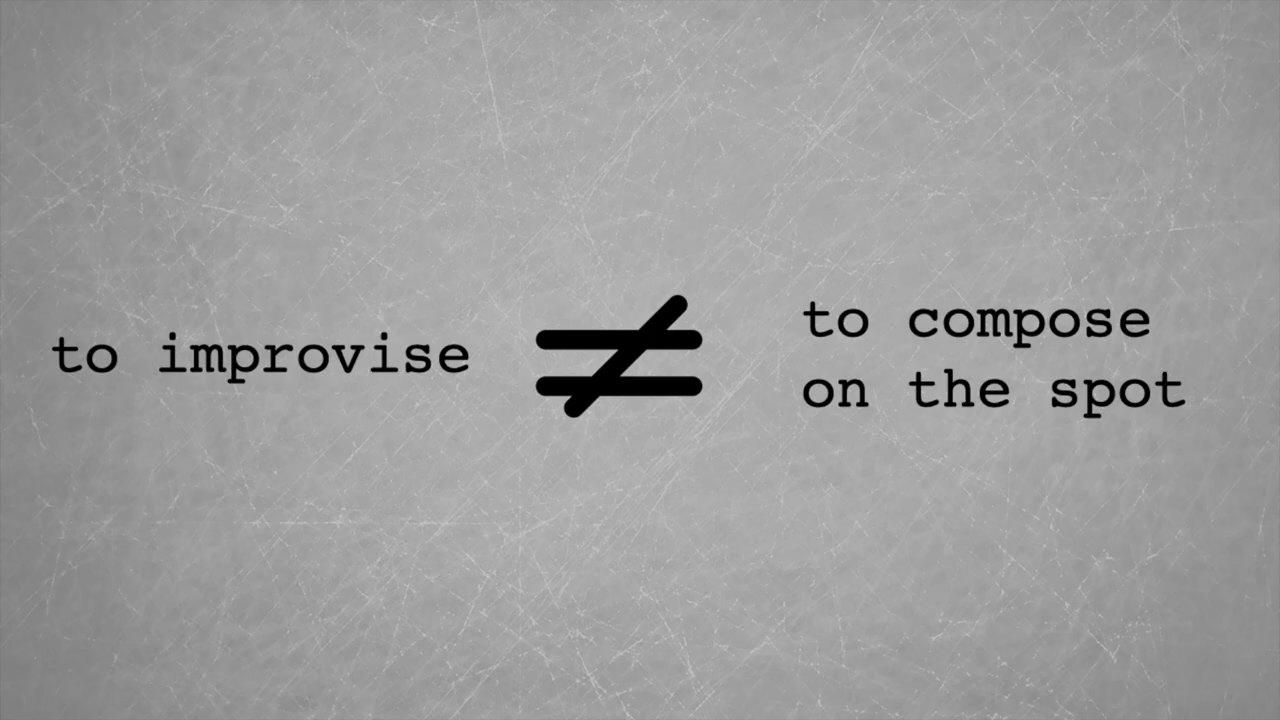 to improvise ≠ to compose
on the spot